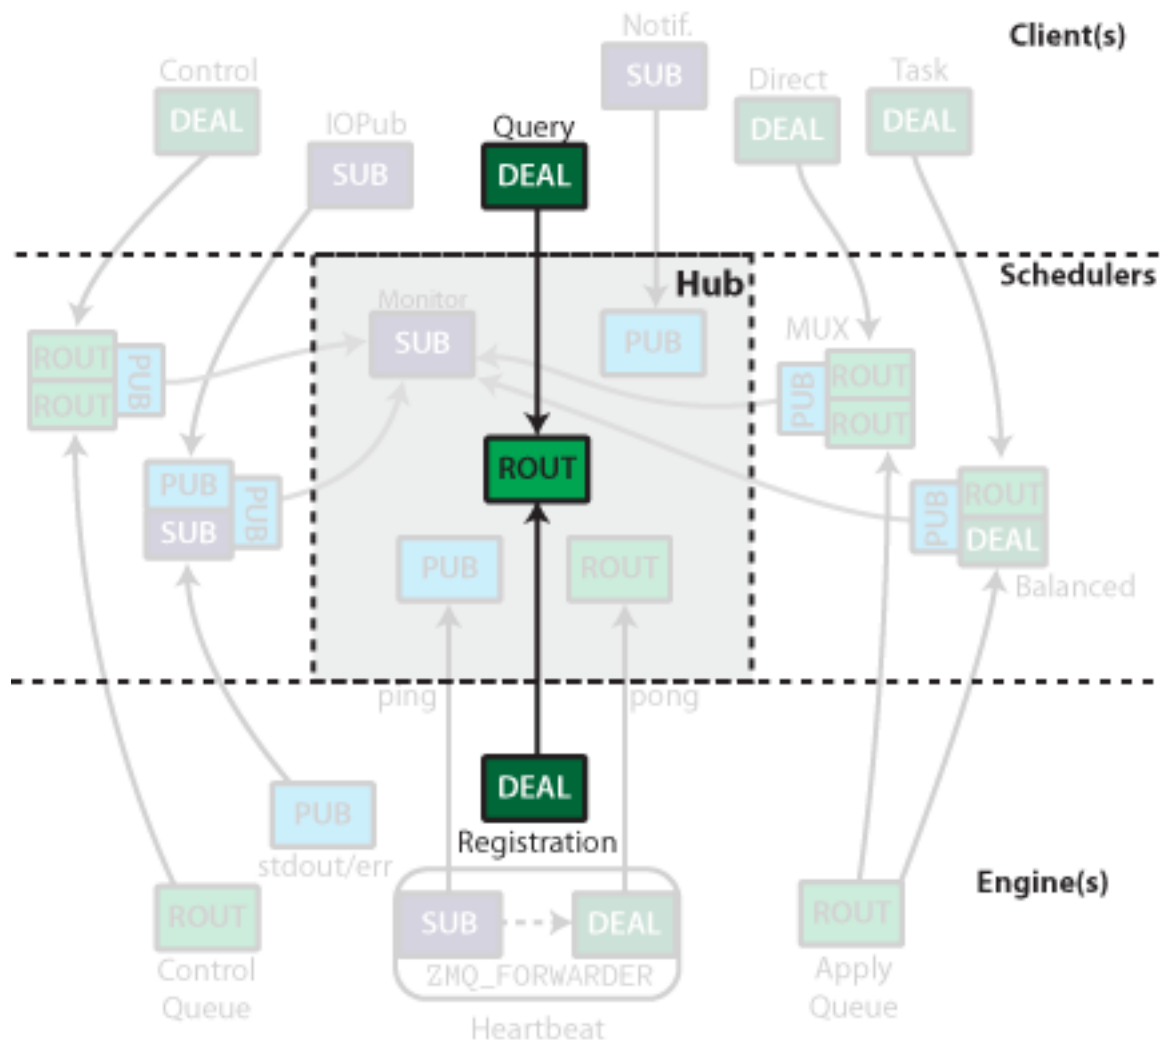 Client(s)
Notif.
SUB
Control
DEAL
Direct
DEAL
Task
DEAL
IOPub
SUB
Query
DEAL
Schedulers
Hub
Monitor
SUB
PUB
MUX
ROUT
ROUT
PUB
PUB
ROUT
ROUT
ROUT
PUB
SUB
PUB
PUB
ROUT
DEAL
Balanced
PUB
ROUT
ping
pong
DEAL
Registration
PUB
stdout/err
Engine(s)
ROUT
Control
Queue
SUB
DEAL
ZMQ_FORWARDER
Heartbeat
ROUT
Apply
Queue